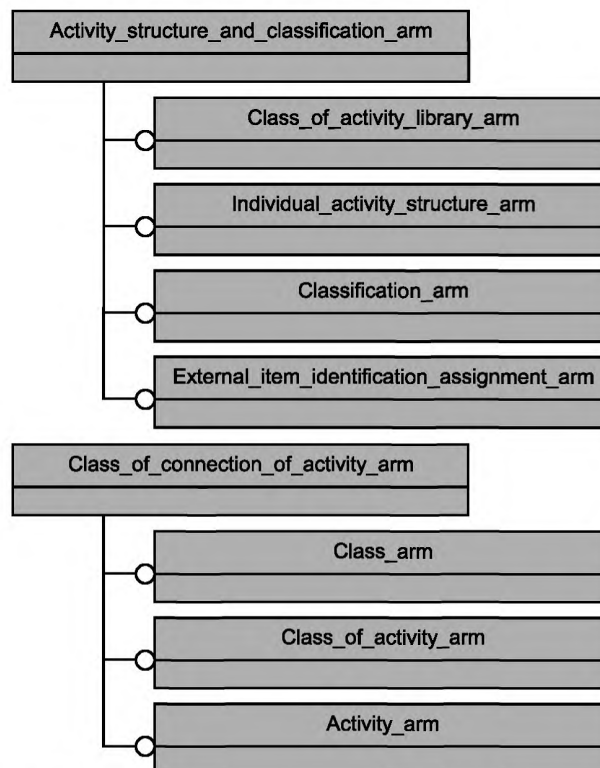 Activity_structure_and_classification_arm
Class_of_activity_library_arm
Individual_activity_structure_arm
Classification_arm
External_item_identification_assignment_arm
Class_of_connection_of_activity_arm
Class_arm
Class_of_activity_arm
Activity_arm